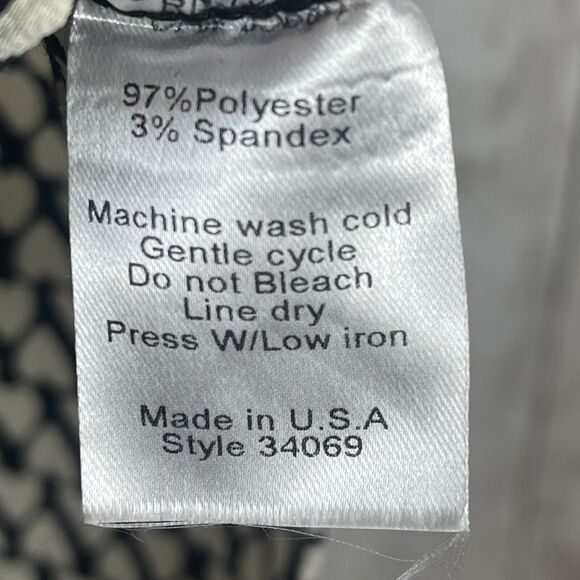 97%Polyester
3% Spandex
Machine wash cold
Gentle cycle
Do not Bleach
Line dry
Press W/Low iron
Made in U.S.A
Style 34069